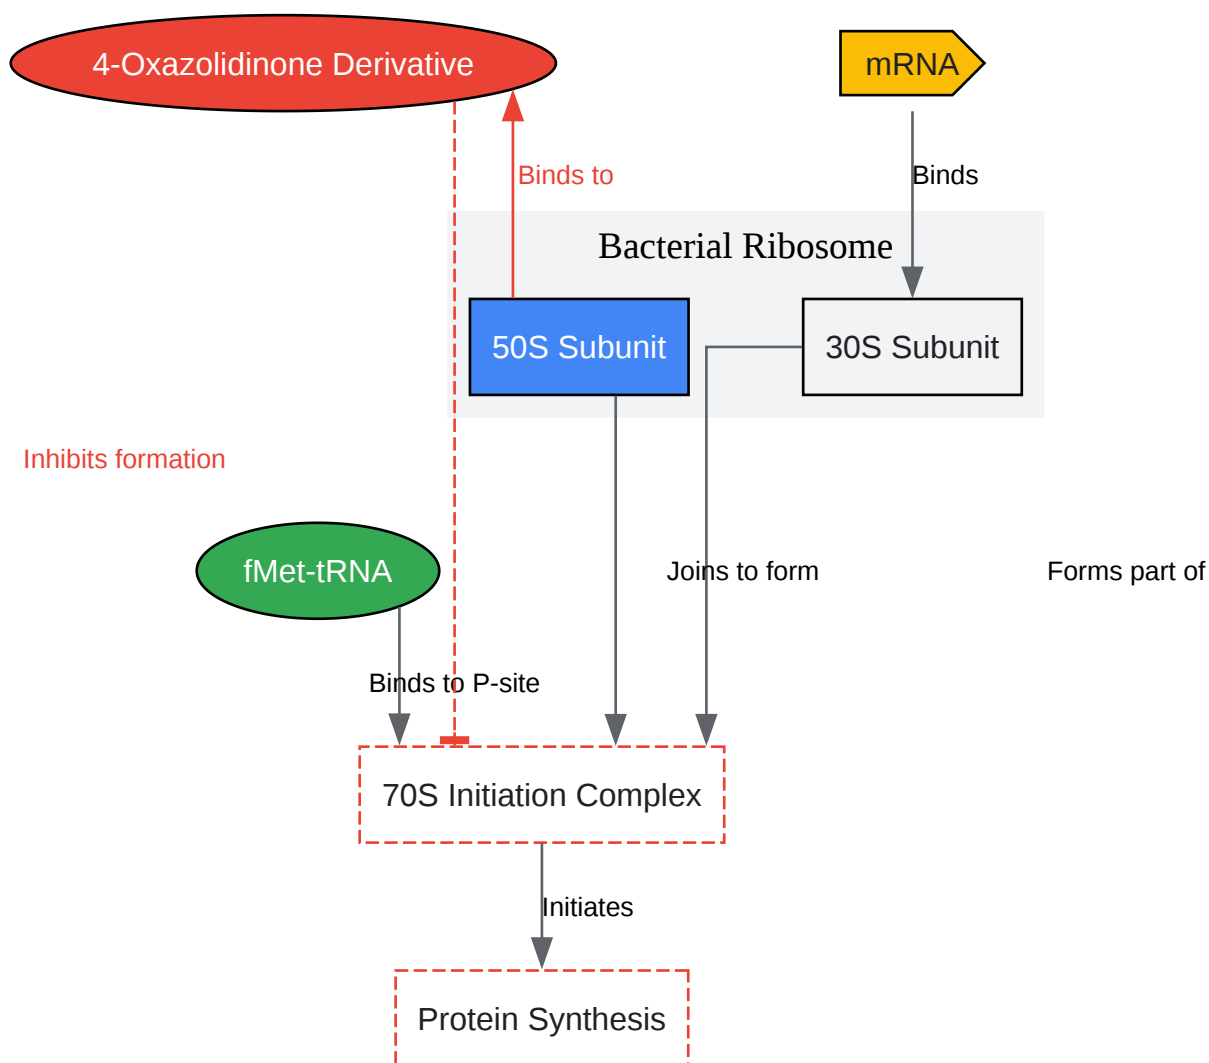 4-Oxazolidinone Derivative
mRNA
Binds to
Binds
Bacterial Ribosome
50S Subunit
30S Subunit
Inhibits formation
fMet-tRNA
Joins to form
Forms part of
Binds to P-site
70S Initiation Complex
Initiates
Protein Synthesis